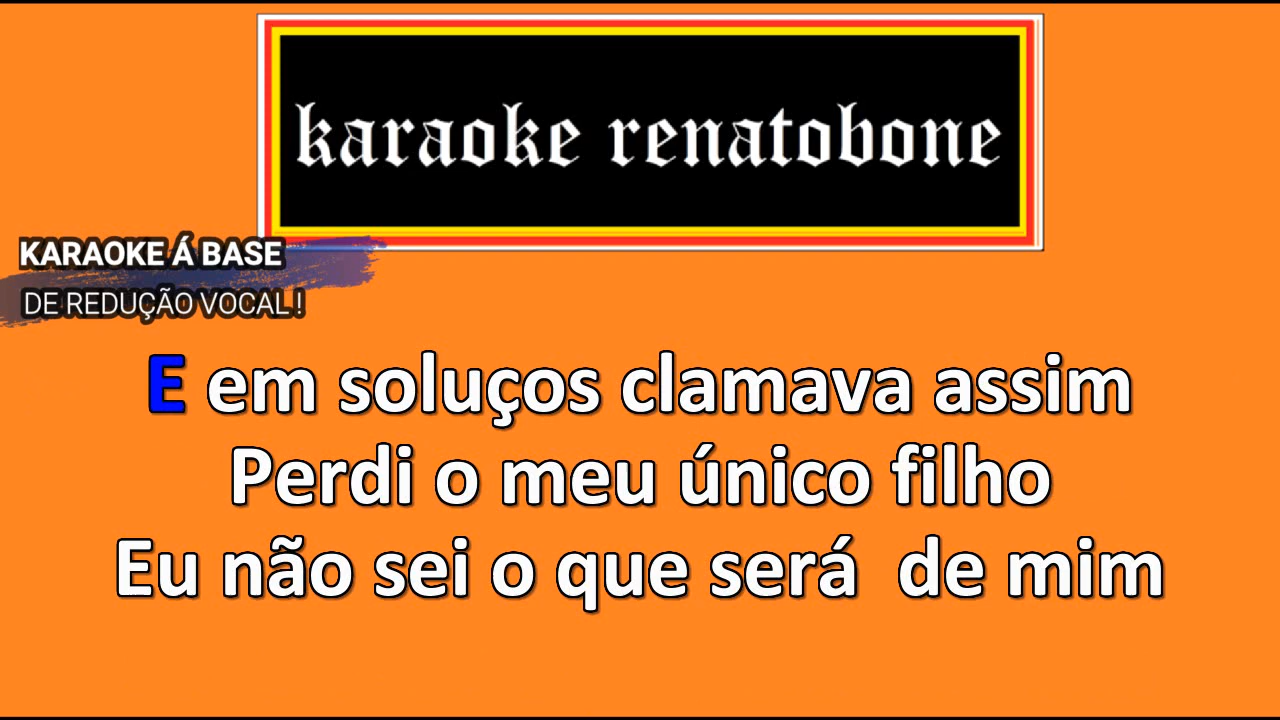 karaoke renatobone
KARAOKE Á BASE
DE REDUÇÃO VOCAL !
E em soluços clamava assim
Perdi o meu único filho
Eu não sei o que será  de mim